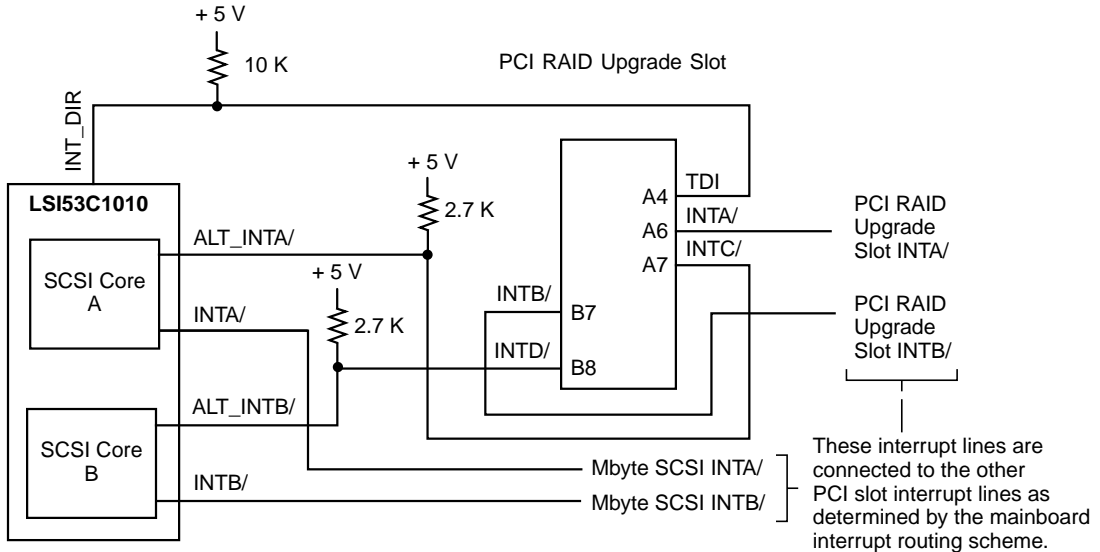 + 5 V
10 K
PCI RAID Upgrade Slot
INT_DIR
+ 5 V
LSI53C1010
2.7 K
A4
TDI
ALT_INTA/
A6
INTA/
PCI RAID
Upgrade
Slot INTA/
A7
INTC/
SCSI Core
A
+ 5 V
INTA/
2.7 K
INTB/
B7
PCI RAID
Upgrade
Slot INTB/
INTD/
B8
ALT_INTB/
SCSI Core
B
INTB/
Mbyte SCSI INTA/
Mbyte SCSI INTB/
These interrupt lines are
connected to the other
PCI slot interrupt lines as
determined by the mainboard
interrupt routing scheme.